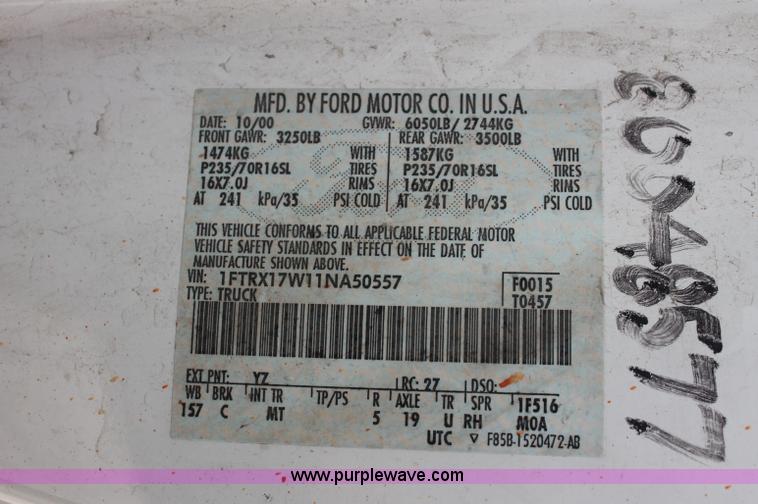 MFD. BY FORD MOTOR CO. IN U.S.A.
DATE: 10/00 GVWR: 6050LB/ 2744KG
FRONT GAWR: 3250LB REAR GAWR: 3500LB
1474KG WITH 1587KG WITH
P235/70R16SL TIRES P235/70R16SL TIRES
16X7.0J RIMS 16X7.0J RIMS
AT 241 kPa/35 PSI COLD AT 241 kPa/35 PSI COLD
THIS VEHICLE CONFORMS TO ALL APPLICABLE FEDERAL MOTOR
VEHICLE SAFETY STANDARDS IN EFFECT ON THE DATE OF
MANUFACTURE SHOWN ABOVE.
VIN: 1FTRX17W11NA50557 F0015
TYPE: TRUCK T0457
EXT PNT: YZ RC: 27 DSO:
WB BRK INT TR TP/PS R AXLE TR SPR 1F516
157 C MT 5 19 U RH MOA
UTC ▽ F85B-1520472-AB
www.purplewave.com